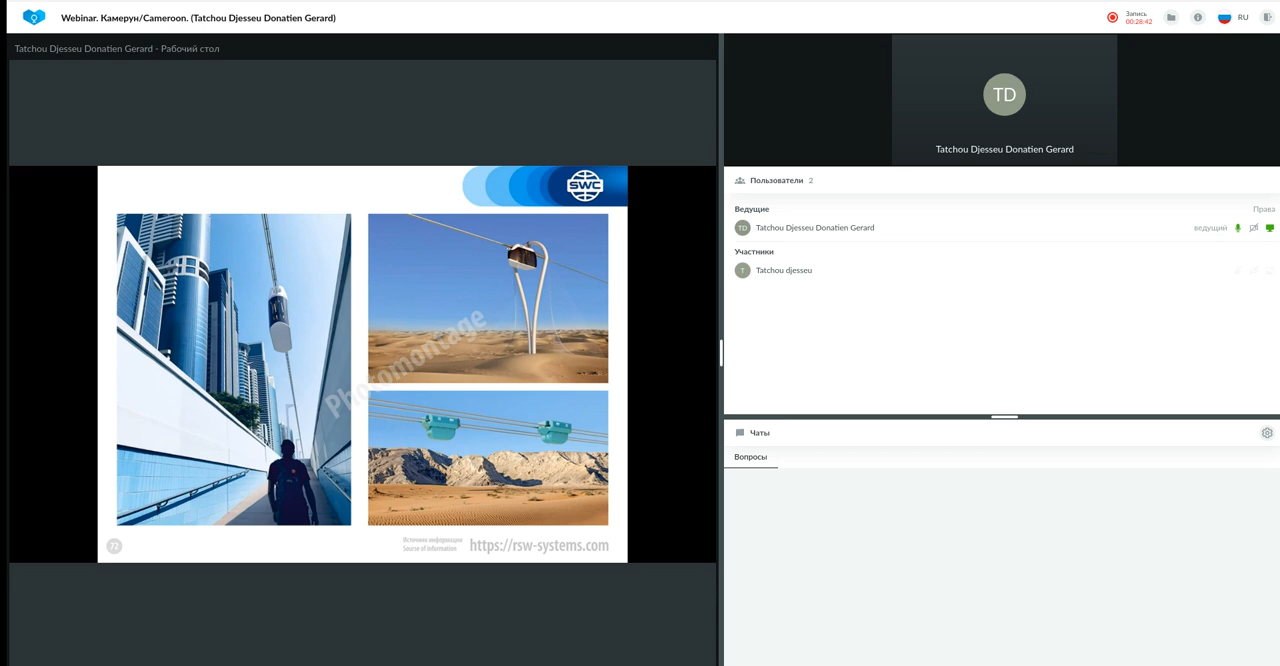 Webinar. Камерун/Cameroon. (Tatchou Djesseu Donatien Gerard)
Запись
00:28:42
RU
Tatchou Djesseu Donatien Gerard - Рабочий стол
SWC
Photomontage
72
Источник информации
Source of information
https://rsw-systems.com
TD
Tatchou Djesseu Donatien Gerard
Пользователи 2
Ведущие Права
TD Tatchou Djesseu Donatien Gerard ведущий
Участники
T Tatchou djesseu
Чаты
Вопросы